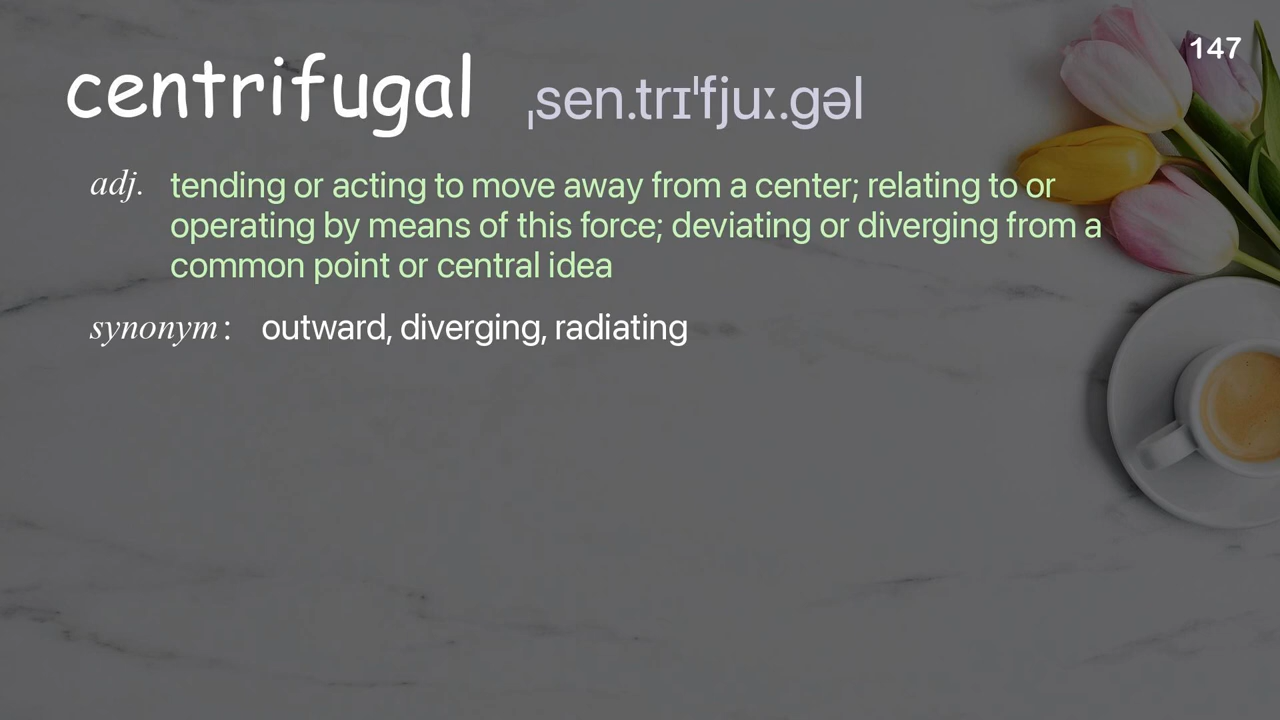 147
centrifugal ˌsen.trɪˈfjuː.gəl
adj. tending or acting to move away from a center; relating to or
operating by means of this force; deviating or diverging from a
common point or central idea
synonym: outward, diverging, radiating